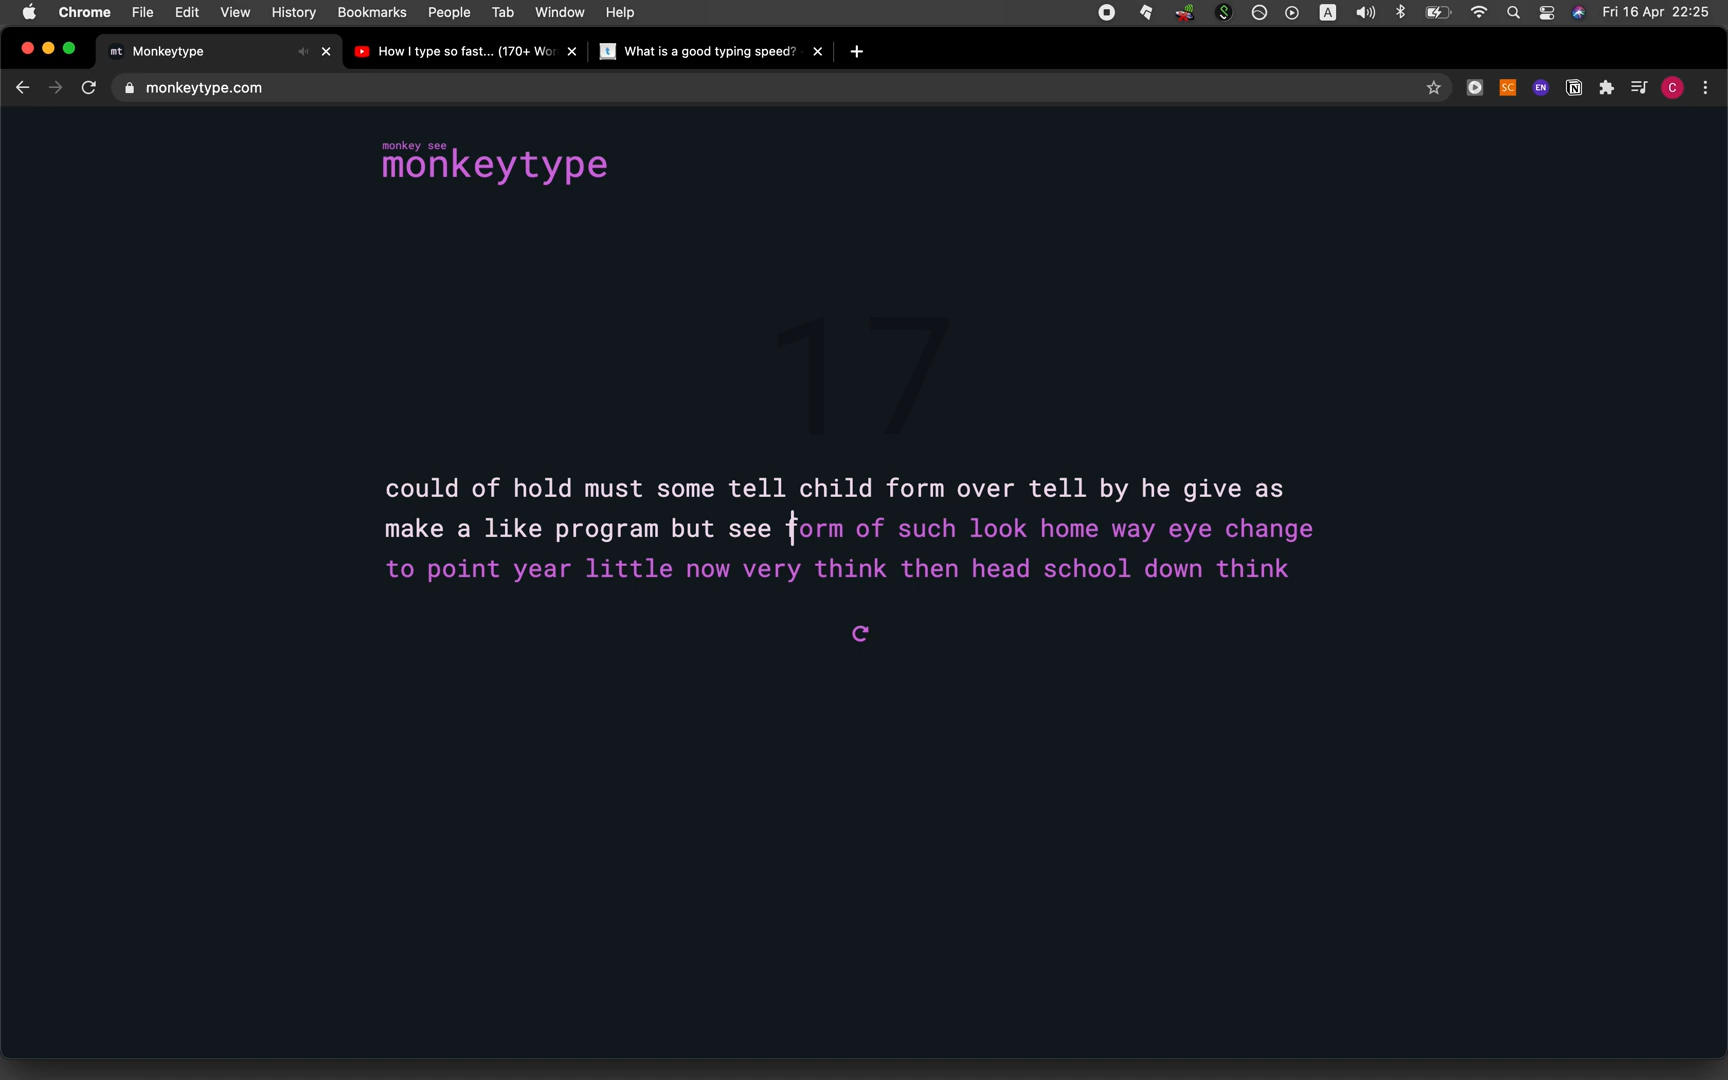 Chrome File Edit View History Bookmarks People Tab Window Help A Fri 16 Apr 22:25
mt Monkeytype How I type so fast... (170+ Wor t What is a good typing speed?
monkeytype.com SC EN N C
monkey see
monkeytype
17
could of hold must some tell child form over tell by he give as
make a like program but see form of such look home way eye change
to point year little now very think then head school down think